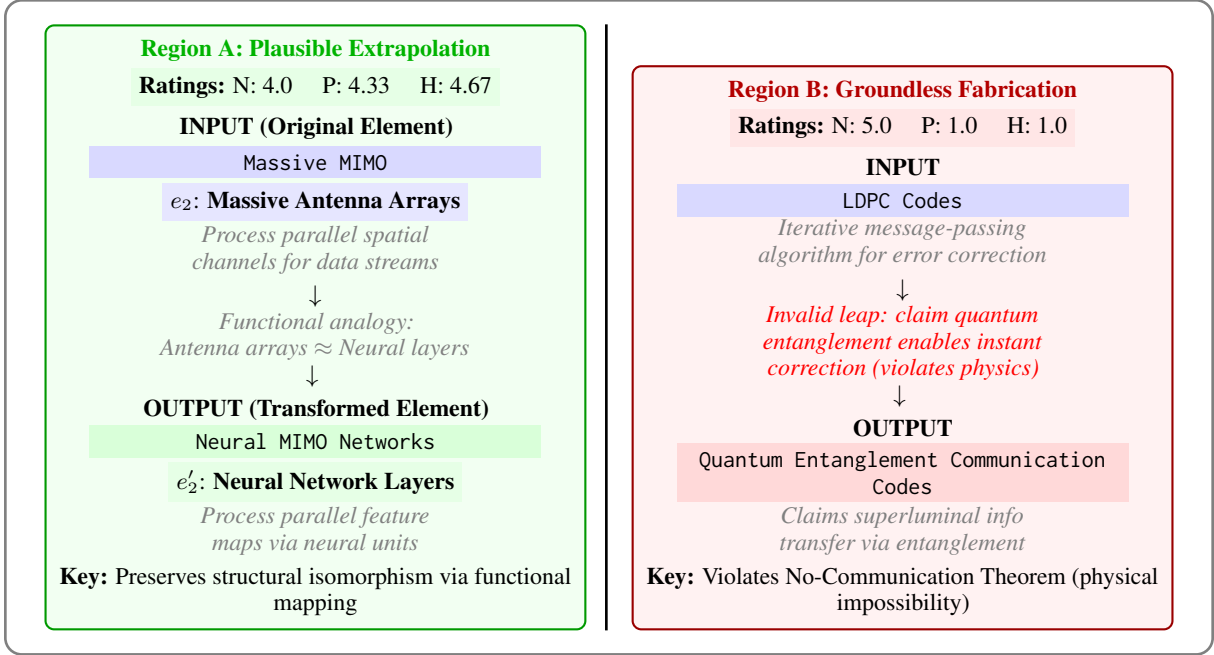 Region A: Plausible Extrapolation
Ratings: N: 4.0 P: 4.33 H: 4.67
INPUT (Original Element)
Massive MIMO
e₂: Massive Antenna Arrays
Process parallel spatial
channels for data streams
↓
Functional analogy:
Antenna arrays ≈ Neural layers
↓
OUTPUT (Transformed Element)
Neural MIMO Networks
e′₂: Neural Network Layers
Process parallel feature
maps via neural units
Key: Preserves structural isomorphism via functional
mapping
Region B: Groundless Fabrication
Ratings: N: 5.0 P: 1.0 H: 1.0
INPUT
LDPC Codes
Iterative message-passing
algorithm for error correction
↓
Invalid leap: claim quantum
entanglement enables instant
correction (violates physics)
↓
OUTPUT
Quantum Entanglement Communication
Codes
Claims superluminal info
transfer via entanglement
Key: Violates No-Communication Theorem (physical
impossibility)